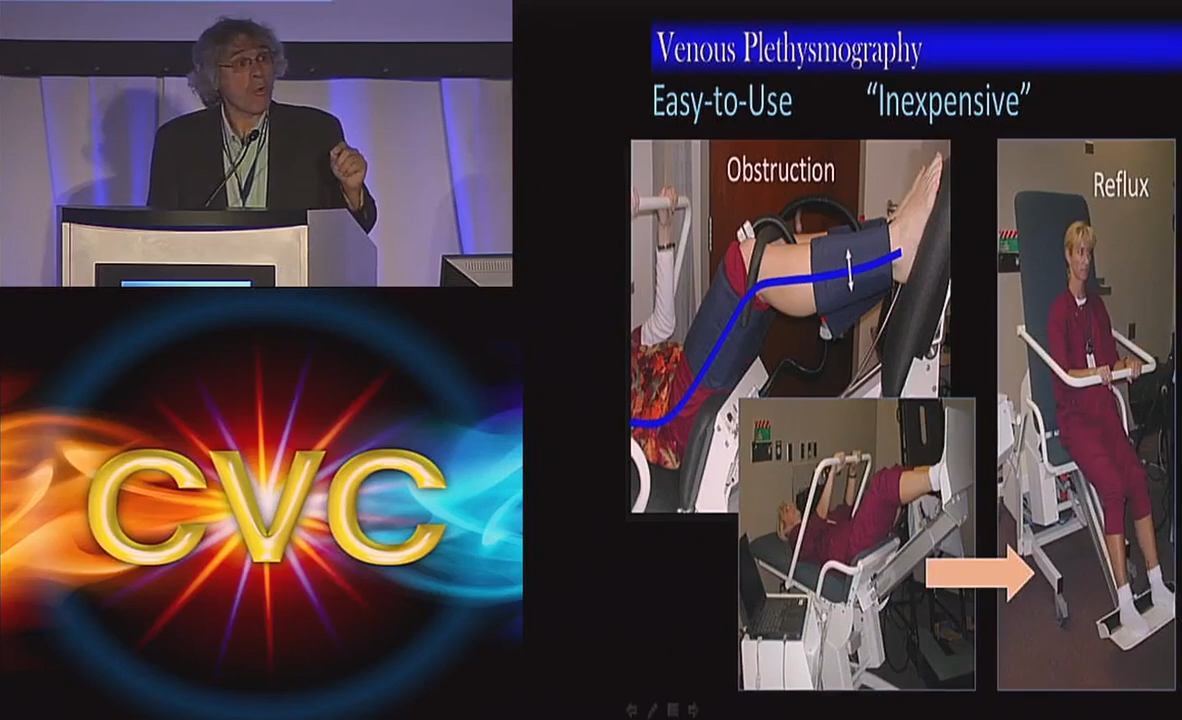 Venous Plethysmography
Easy-to-Use "Inexpensive"
Obstruction
Reflux
CVC